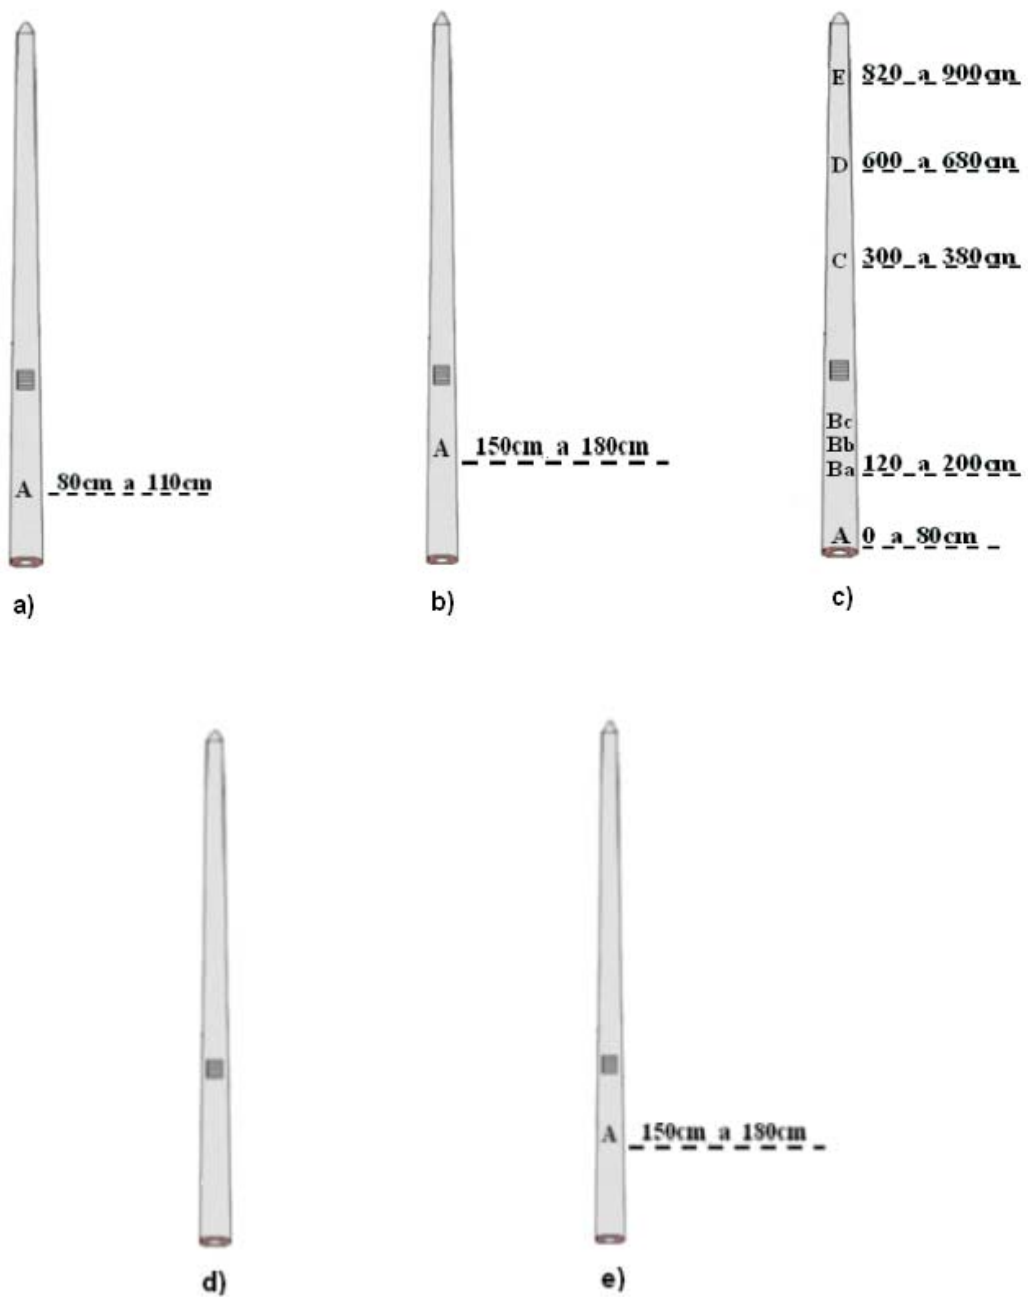 A 80cm a 110cm
a)
A 150cm a 180cm
b)
E 820 a 900cm
D 600 a 680cm
C 300 a 380cm
Bc
Bb
Ba 120 a 200cm
A 0 a 80cm
c)
d)
A 150cm a 180cm
e)